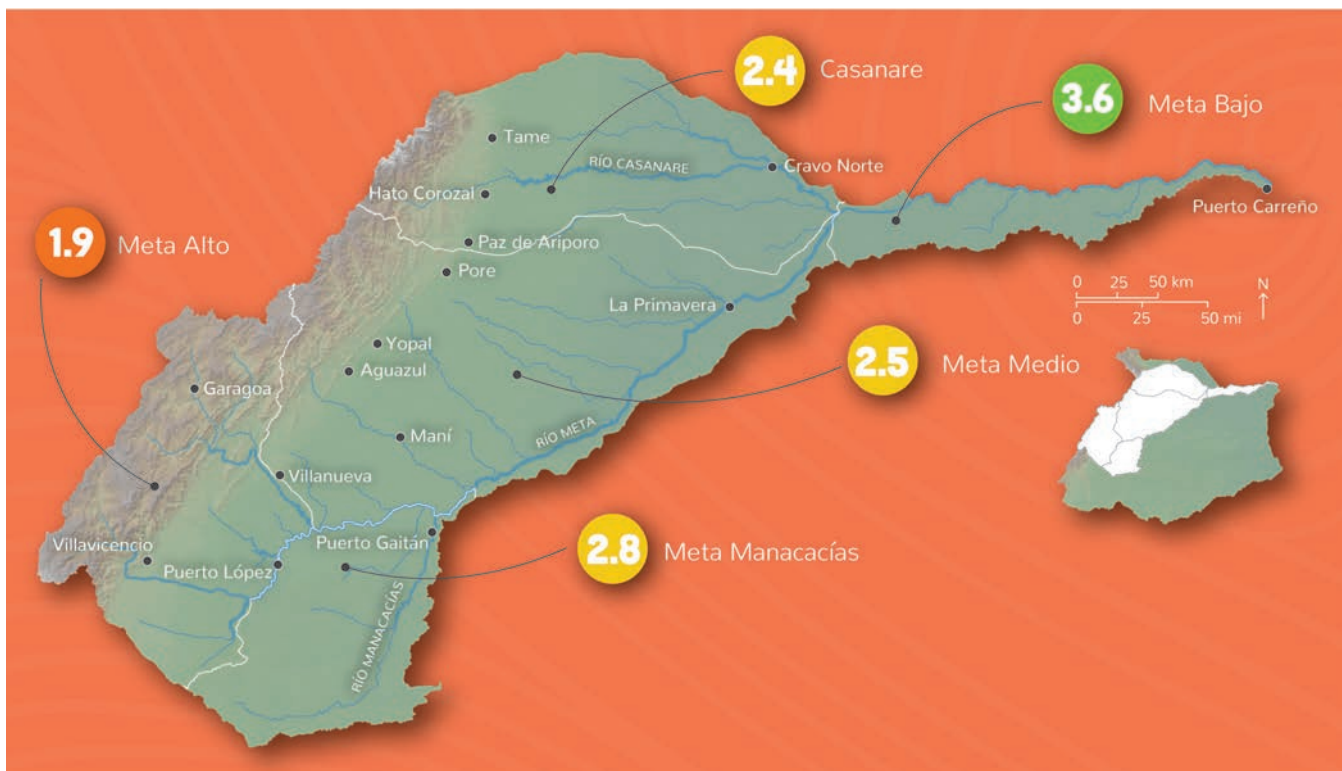 2.4 Casanare
3.6 Meta Bajo
Tame
RÍO CASANARE
Cravo Norte
Hato Corozal
Puerto Carreño
1.9 Meta Alto
Paz de Ariporo
Pore
0 25 50 km
N
0 25 50 mi
La Primavera
Yopal
2.5 Meta Medio
Aguazul
Garagoa
RÍO META
Maní
Villanueva
Puerto Gaitán
2.8 Meta Manacacías
Villavicencio
Puerto López
RÍO MANACACÍAS